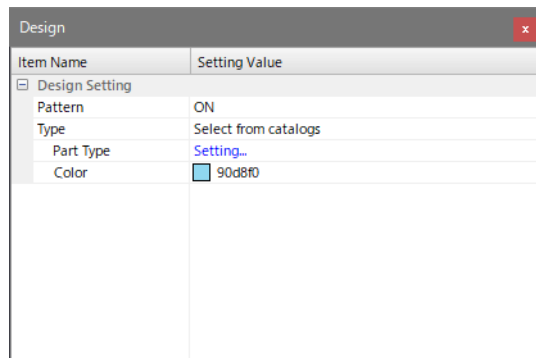 Design
x
Item Name Setting Value
Design Setting
Pattern ON
Type Select from catalogs
Part Type Setting...
Color 90d8f0